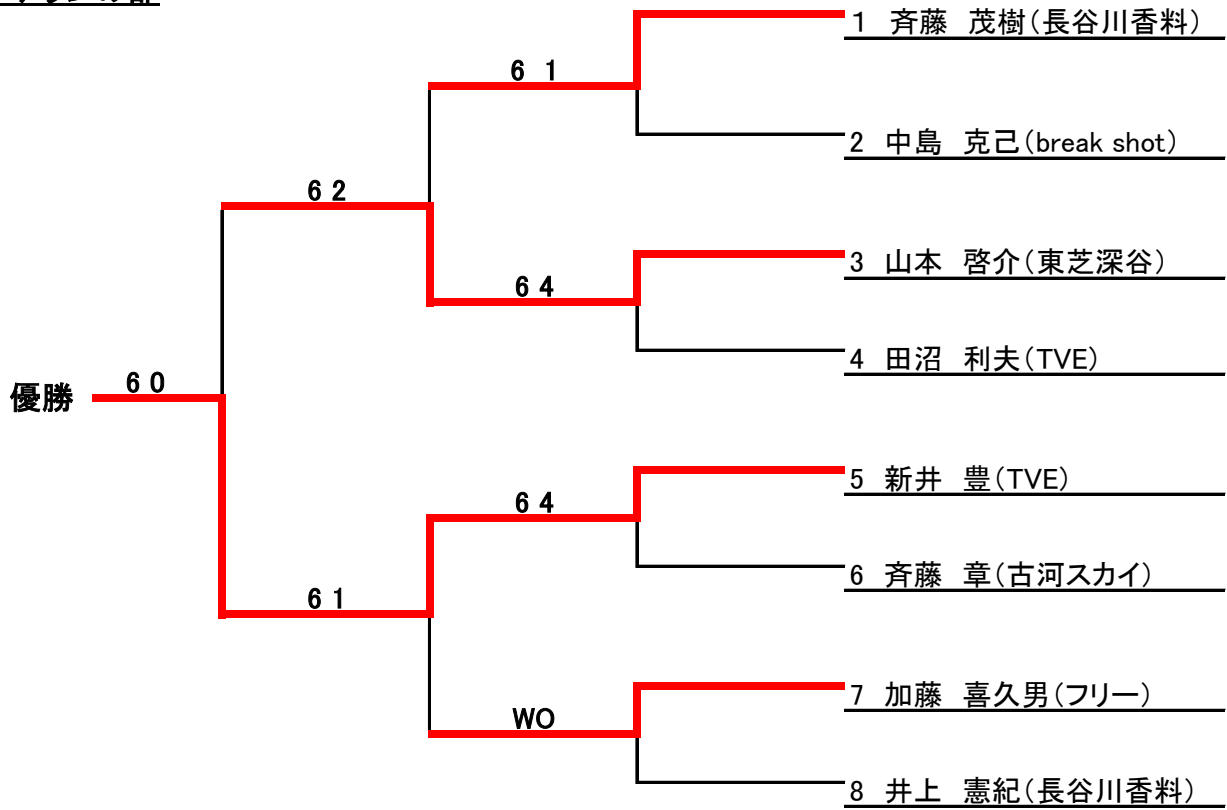 1 斉藤　茂樹(長谷川香料)
6 1
2 中島　克己(break shot)
6 2
3 山本　啓介(東芝深谷)
6 4
4 田沼　利夫(TVE)
優勝 6 0
5 新井　豊(TVE)
6 4
6 斉藤　章(古河スカイ)
6 1
7 加藤　喜久男(フリー)
WO
8 井上　憲紀(長谷川香料)